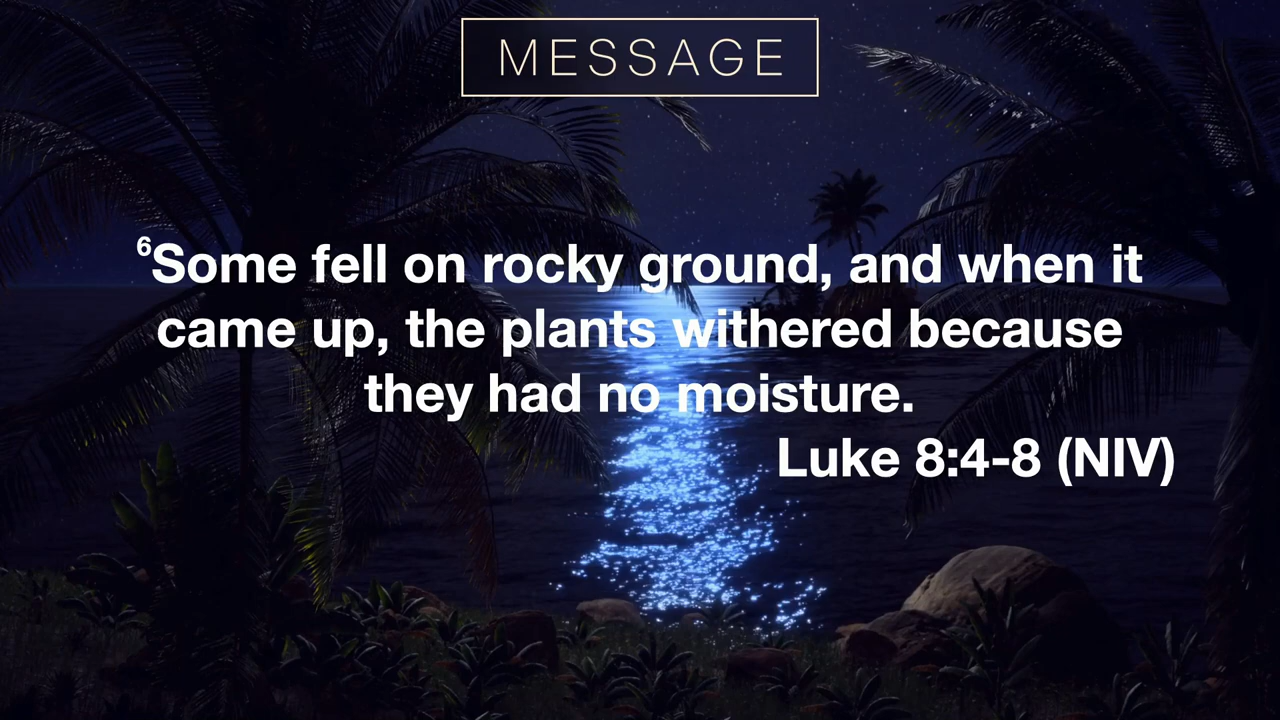 MESSAGE
⁶Some fell on rocky ground, and when it
came up, the plants withered because
they had no moisture.
Luke 8:4-8 (NIV)